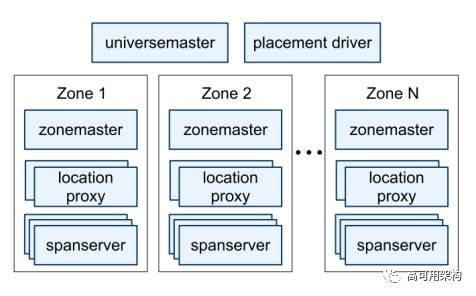 universemaster
placement driver
Zone 1
zonemaster
location
proxy
spanserver
Zone 2
zonemaster
location
proxy
spanserver
...
Zone N
zonemaster
location
proxy
spanserver
高可用架构